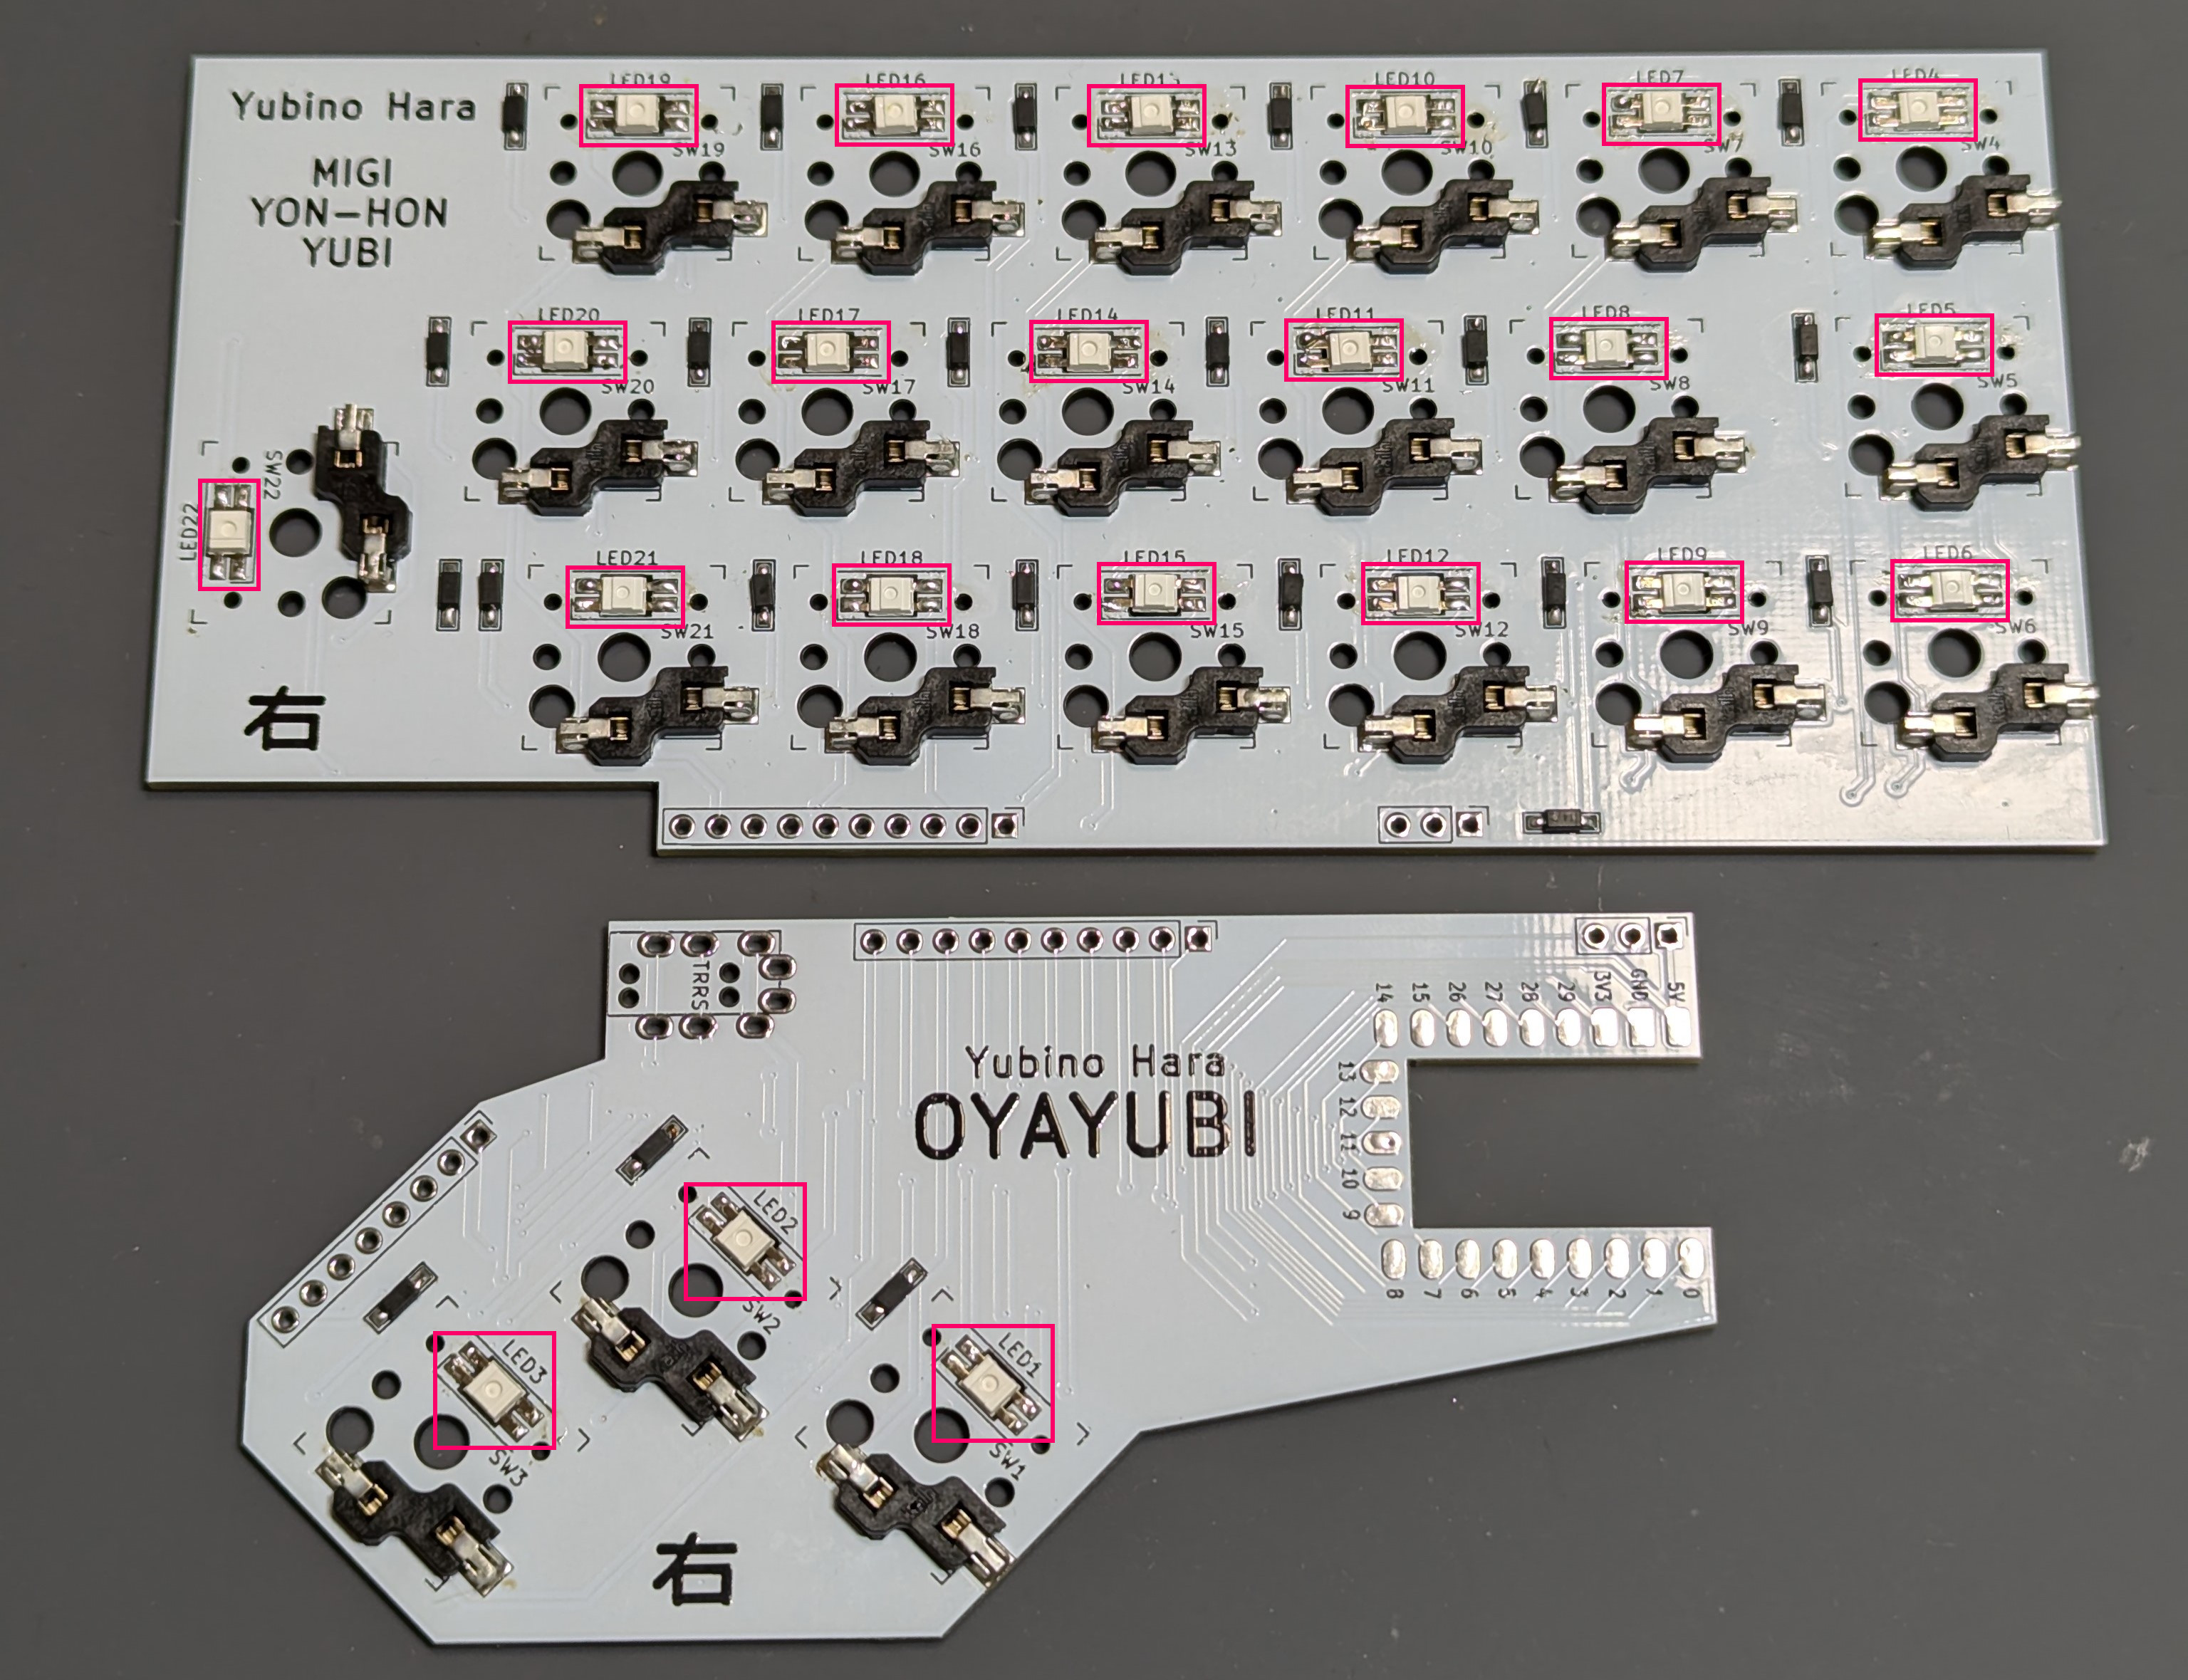 Yubino Hara
MIGI
YON-HON
YUBI
LED19 LED16 LED13 LED10 LED7 LED4
SW19 SW16 SW13 SW10 SW7 SW4
LED20 LED17 LED14 LED11 LED8 LED5
SW20 SW17 SW14 SW11 SW8 SW5
SW22
LED22
LED21 LED18 LED15 LED12 LED9 LED6
SW21 SW18 SW15 SW12 SW9 SW6
右
TRRS
14 15 26 27 28 29 3V3 GND 5V
Yubino Hara
OYAYUBI
13
12
11
10
9
8 7 6 5 4 3 2 1 0
LED2
SW2
LED3
SW3
LED1
SW1
右